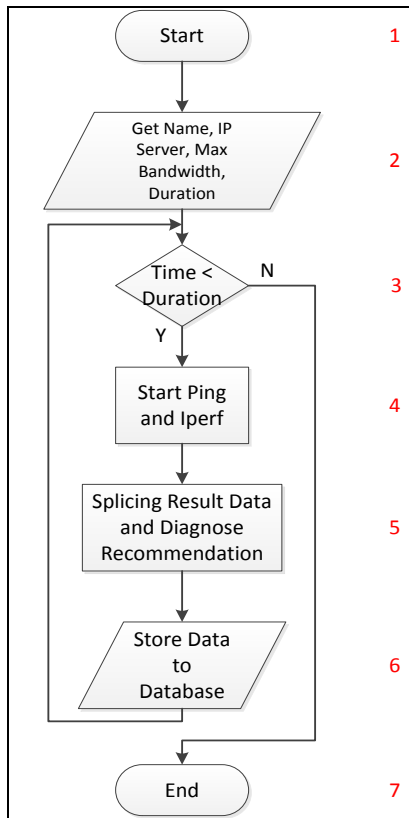 Start 1
Get Name, IP
Server, Max
Bandwidth,
Duration
2
Time <
Duration
N
3
Y
Start Ping
and Iperf
4
Splicing Result Data
and Diagnose
Recommendation
5
Store Data
to
Database
6
End 7